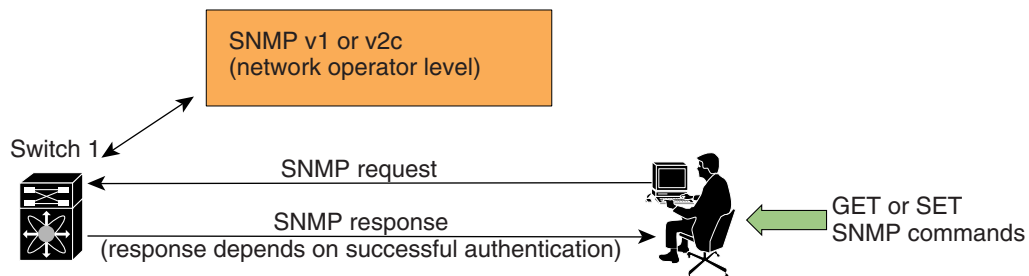 SNMP v1 or v2c
(network operator level)
Switch 1
SNMP request
SNMP response
(response depends on successful authentication)
GET or SET
SNMP commands